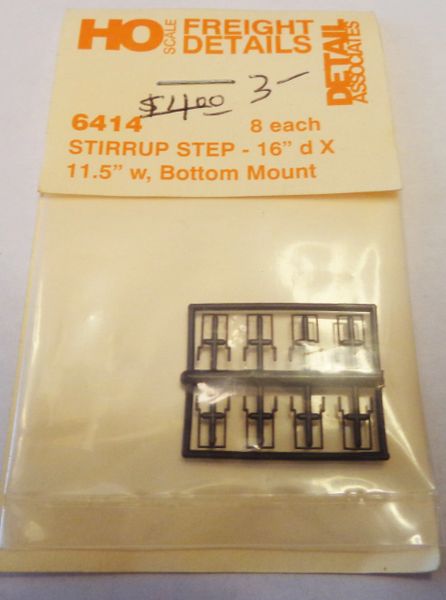 HO SCALE FREIGHT DETAILS
DETAIL ASSOCIATES
$4.00 3-
6414 8 each
STIRRUP STEP - 16" d X
11.5" w, Bottom Mount